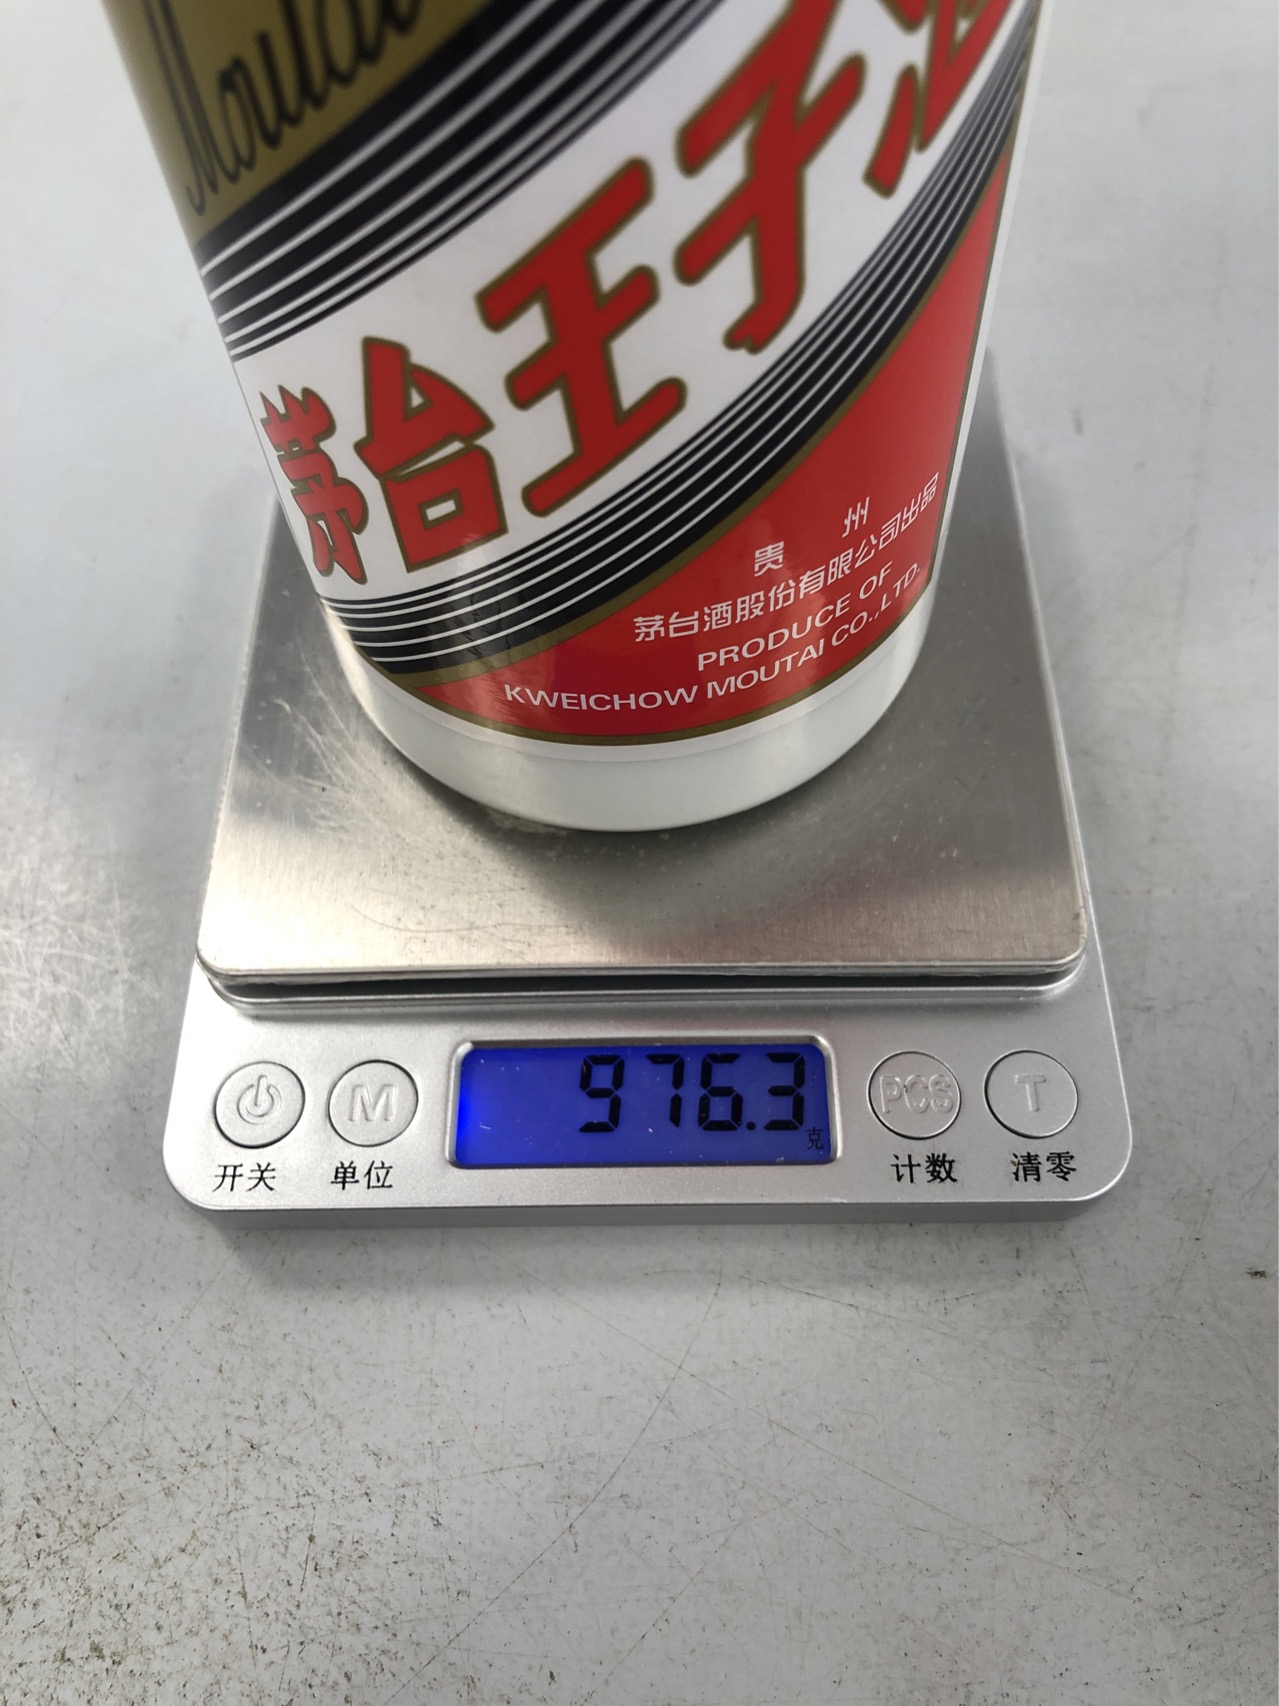 Moutai
茅台王子酒
贵州
茅台酒股份有限公司出品
PRODUCE OF
KWEICHOW MOUTAI CO.,LTD.
976.3
克
M
PCS
T
开关
单位
计数
清零